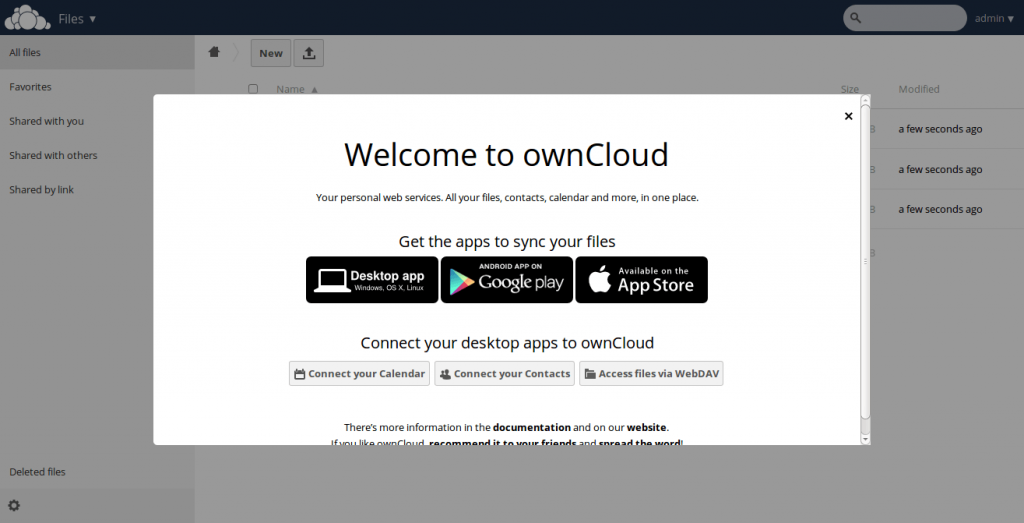 Files ▼
admin ▼
All files
New
Favorites
Name ▲
Size
Modified
Shared with you
B
a few seconds ago
Shared with others
B
a few seconds ago
Shared by link
B
a few seconds ago
B
×
Welcome to ownCloud
Your personal web services. All your files, contacts, calendar and more, in one place.
Get the apps to sync your files
Desktop app
Windows, OS X, Linux
ANDROID APP ON
Google play
Available on the
App Store
Connect your desktop apps to ownCloud
Connect your Calendar
Connect your Contacts
Access files via WebDAV
There's more information in the documentation and on our website.
If you like ownCloud, recommend it to your friends and spread the word!
Deleted files